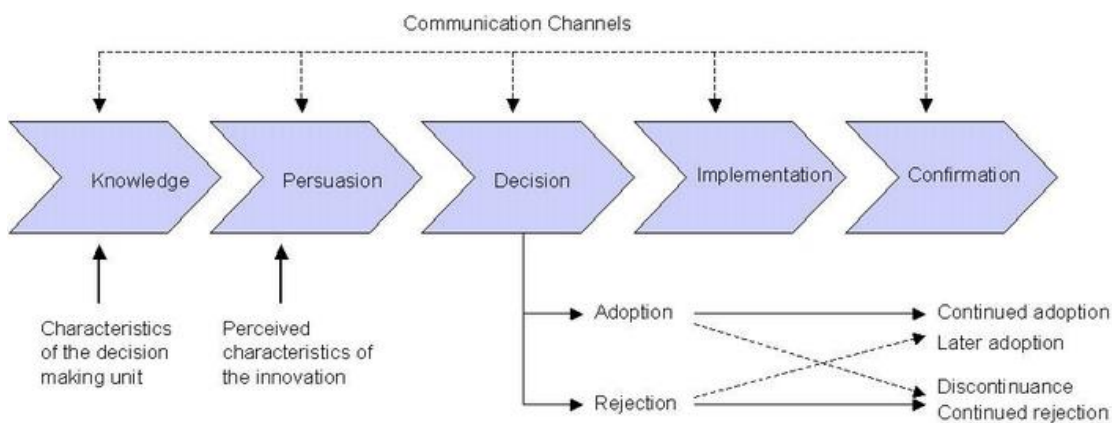 Communication Channels
Knowledge
Persuasion
Decision
Implementation
Confirmation
Characteristics
of the decision
making unit
Perceived
characteristics of
the innovation
Adoption
Rejection
Continued adoption
Later adoption
Discontinuance
Continued rejection